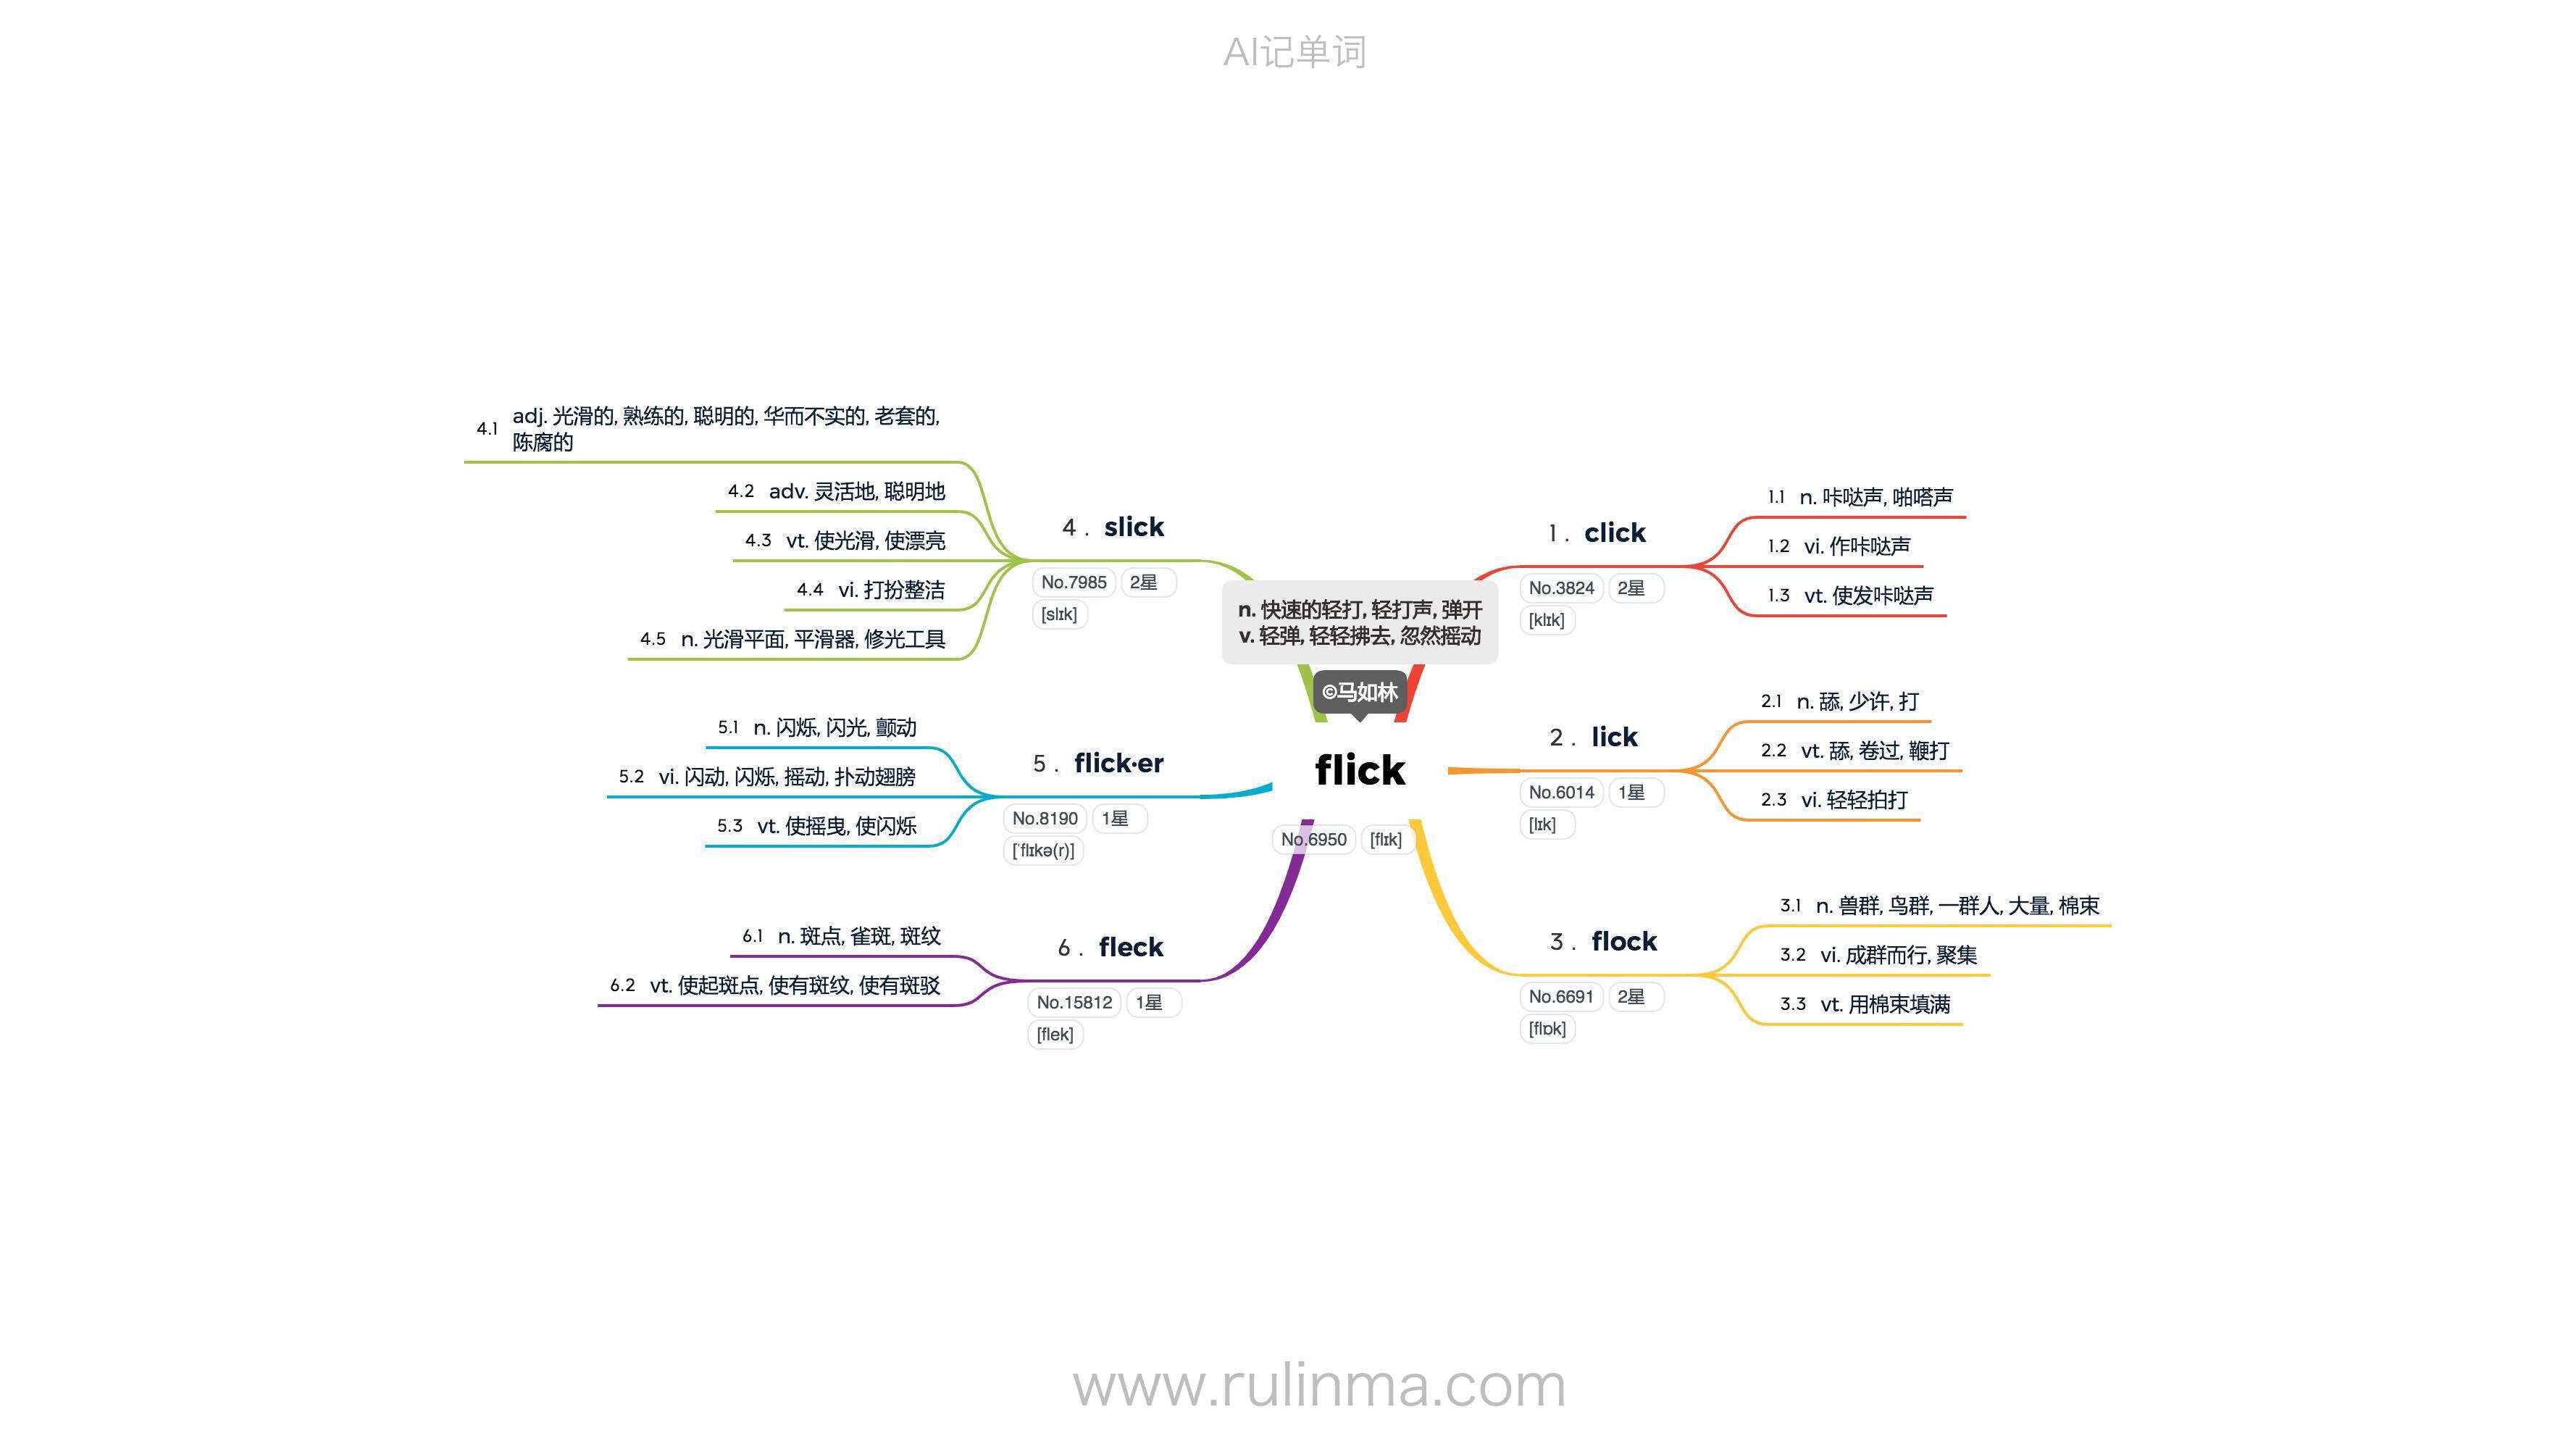 AI记单词
n. 快速的轻打, 轻打声, 弹开
v. 轻弹, 轻轻拂去, 忽然摇动
©马如林
flick
No.6950 [flɪk]
1 . click
No.3824 2星
[klɪk]
1.1 n. 咔哒声, 啪嗒声
1.2 vi. 作咔哒声
1.3 vt. 使发咔哒声
2 . lick
No.6014 1星
[lɪk]
2.1 n. 舔, 少许, 打
2.2 vt. 舔, 卷过, 鞭打
2.3 vi. 轻轻拍打
3 . flock
No.6691 2星
[flɒk]
3.1 n. 兽群, 鸟群, 一群人, 大量, 棉束
3.2 vi. 成群而行, 聚集
3.3 vt. 用棉束填满
4 . slick
No.7985 2星
[slɪk]
4.1 adj. 光滑的, 熟练的, 聪明的, 华而不实的, 老套的,
陈腐的
4.2 adv. 灵活地, 聪明地
4.3 vt. 使光滑, 使漂亮
4.4 vi. 打扮整洁
4.5 n. 光滑平面, 平滑器, 修光工具
5 . flick·er
No.8190 1星
[ˈflɪkə(r)]
5.1 n. 闪烁, 闪光, 颤动
5.2 vi. 闪动, 闪烁, 摇动, 扑动翅膀
5.3 vt. 使摇曳, 使闪烁
6 . fleck
No.15812 1星
[flek]
6.1 n. 斑点, 雀斑, 斑纹
6.2 vt. 使起斑点, 使有斑纹, 使有斑驳
www.rulinma.com